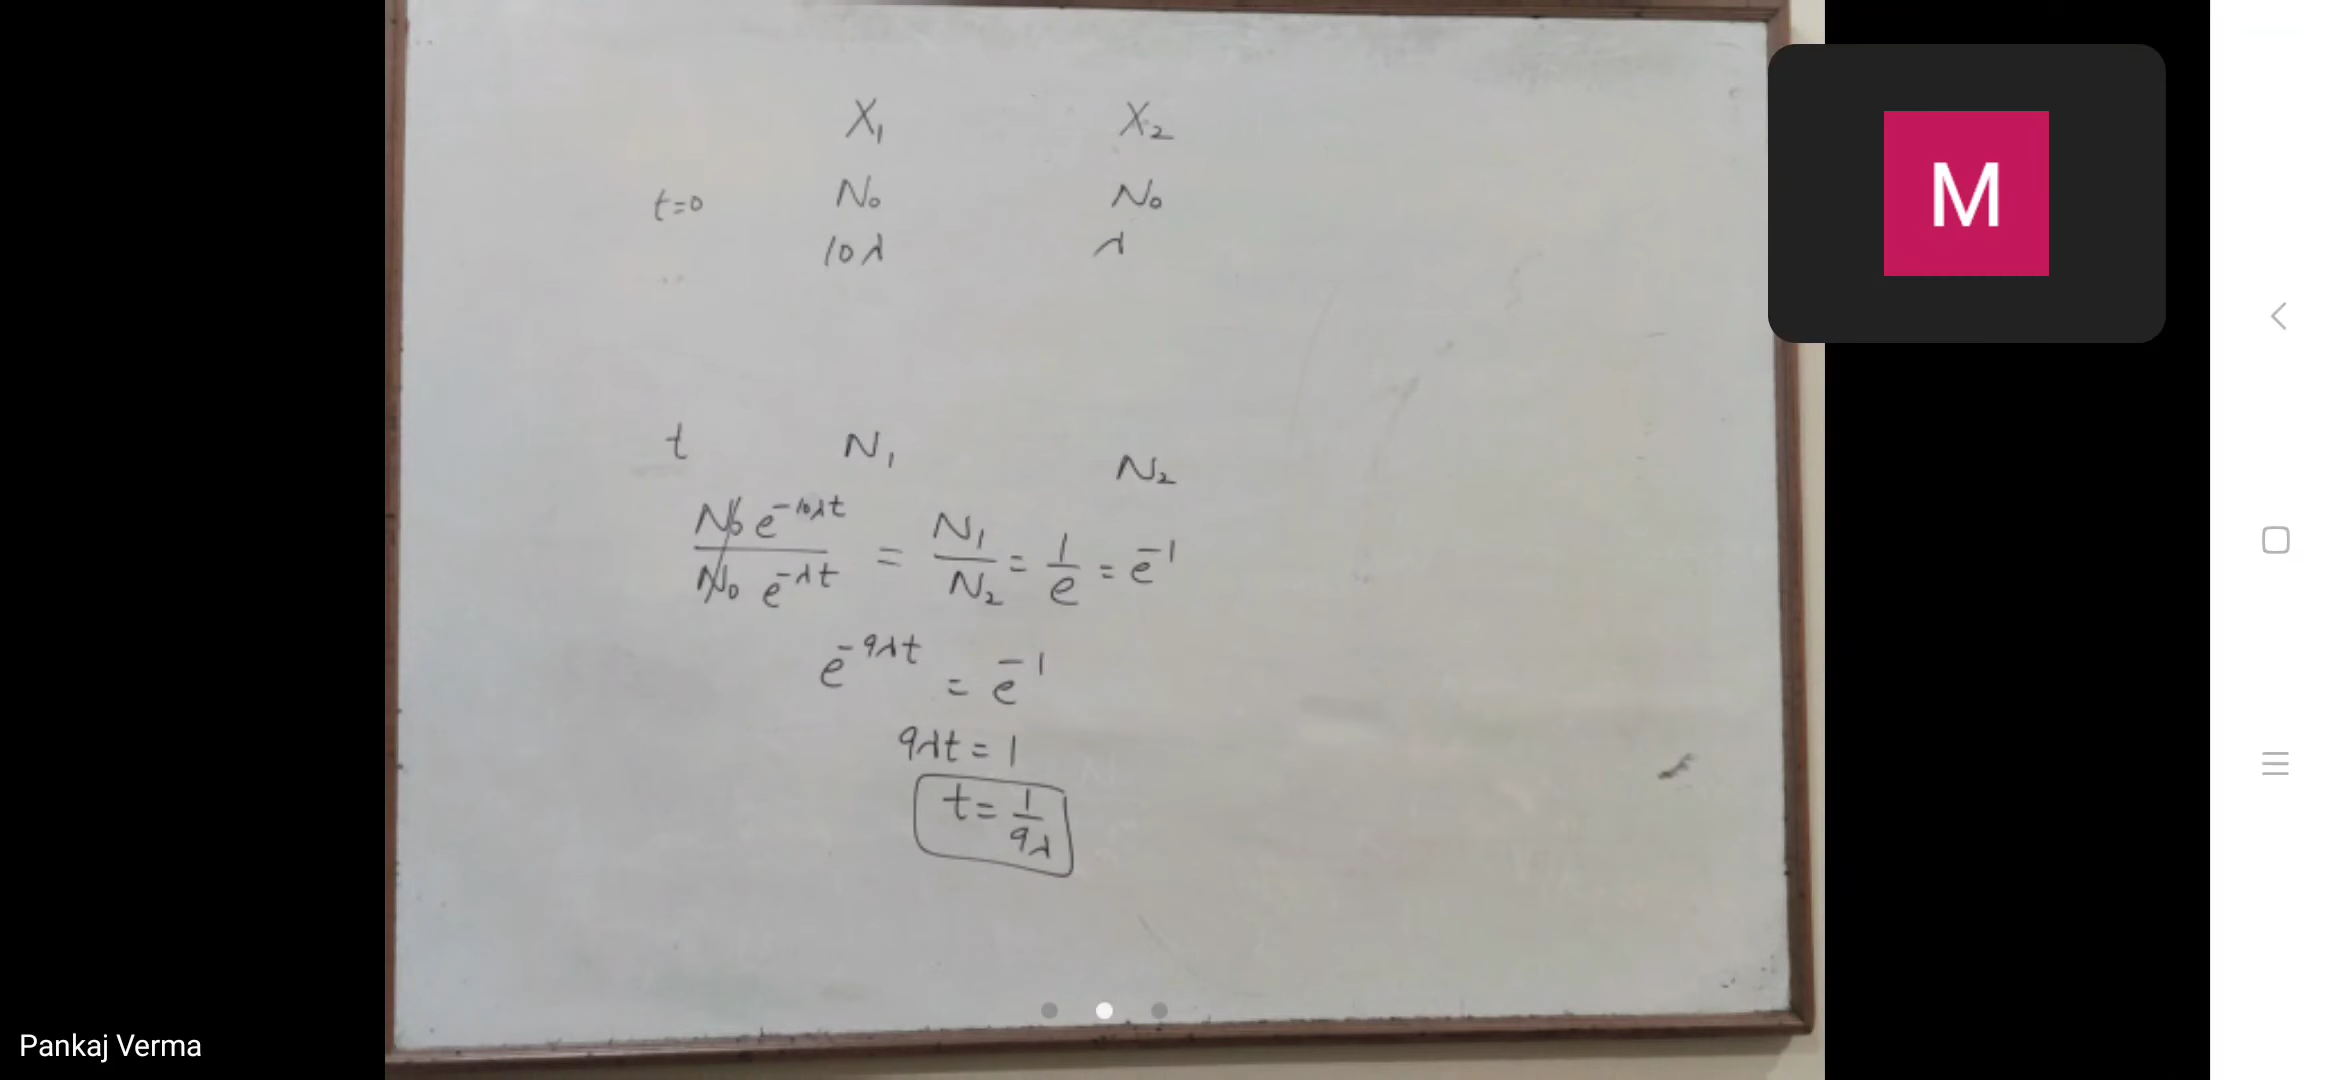 X₁ X₂
t=0 N₀ N₀
10λ λ
t N₁ N₂
N₀ e^{-10λt} / N₀ e^{-λt} = N₁/N₂ = 1/e = e^{-1}
e^{-9λt} = e^{-1}
9λt = 1
t = 1/9λ
M
Pankaj Verma